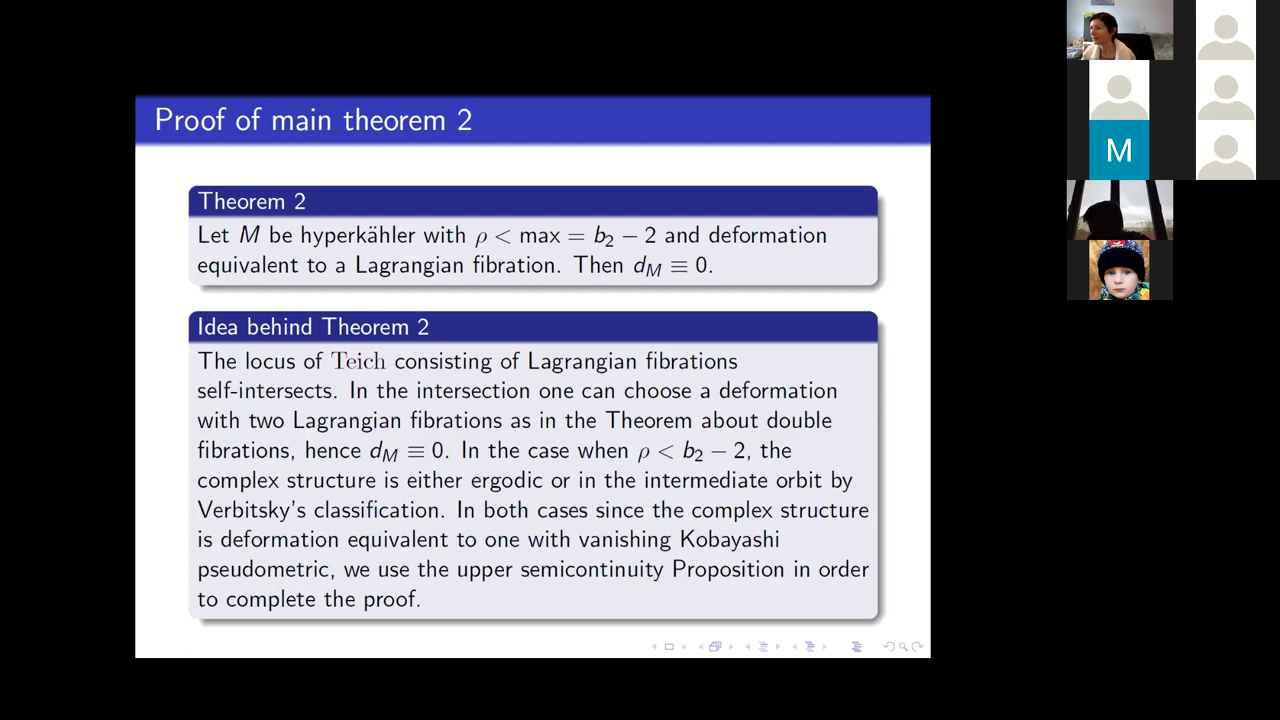 Proof of main theorem 2
Theorem 2
Let M be hyperkähler with ρ < max = b₂ − 2 and deformation
equivalent to a Lagrangian fibration. Then d_M ≡ 0.
Idea behind Theorem 2
The locus of Teich consisting of Lagrangian fibrations
self-intersects. In the intersection one can choose a deformation
with two Lagrangian fibrations as in the Theorem about double
fibrations, hence d_M ≡ 0. In the case when ρ < b₂ − 2, the
complex structure is either ergodic or in the intermediate orbit by
Verbitsky's classification. In both cases since the complex structure
is deformation equivalent to one with vanishing Kobayashi
pseudometric, we use the upper semicontinuity Proposition in order
to complete the proof.
M